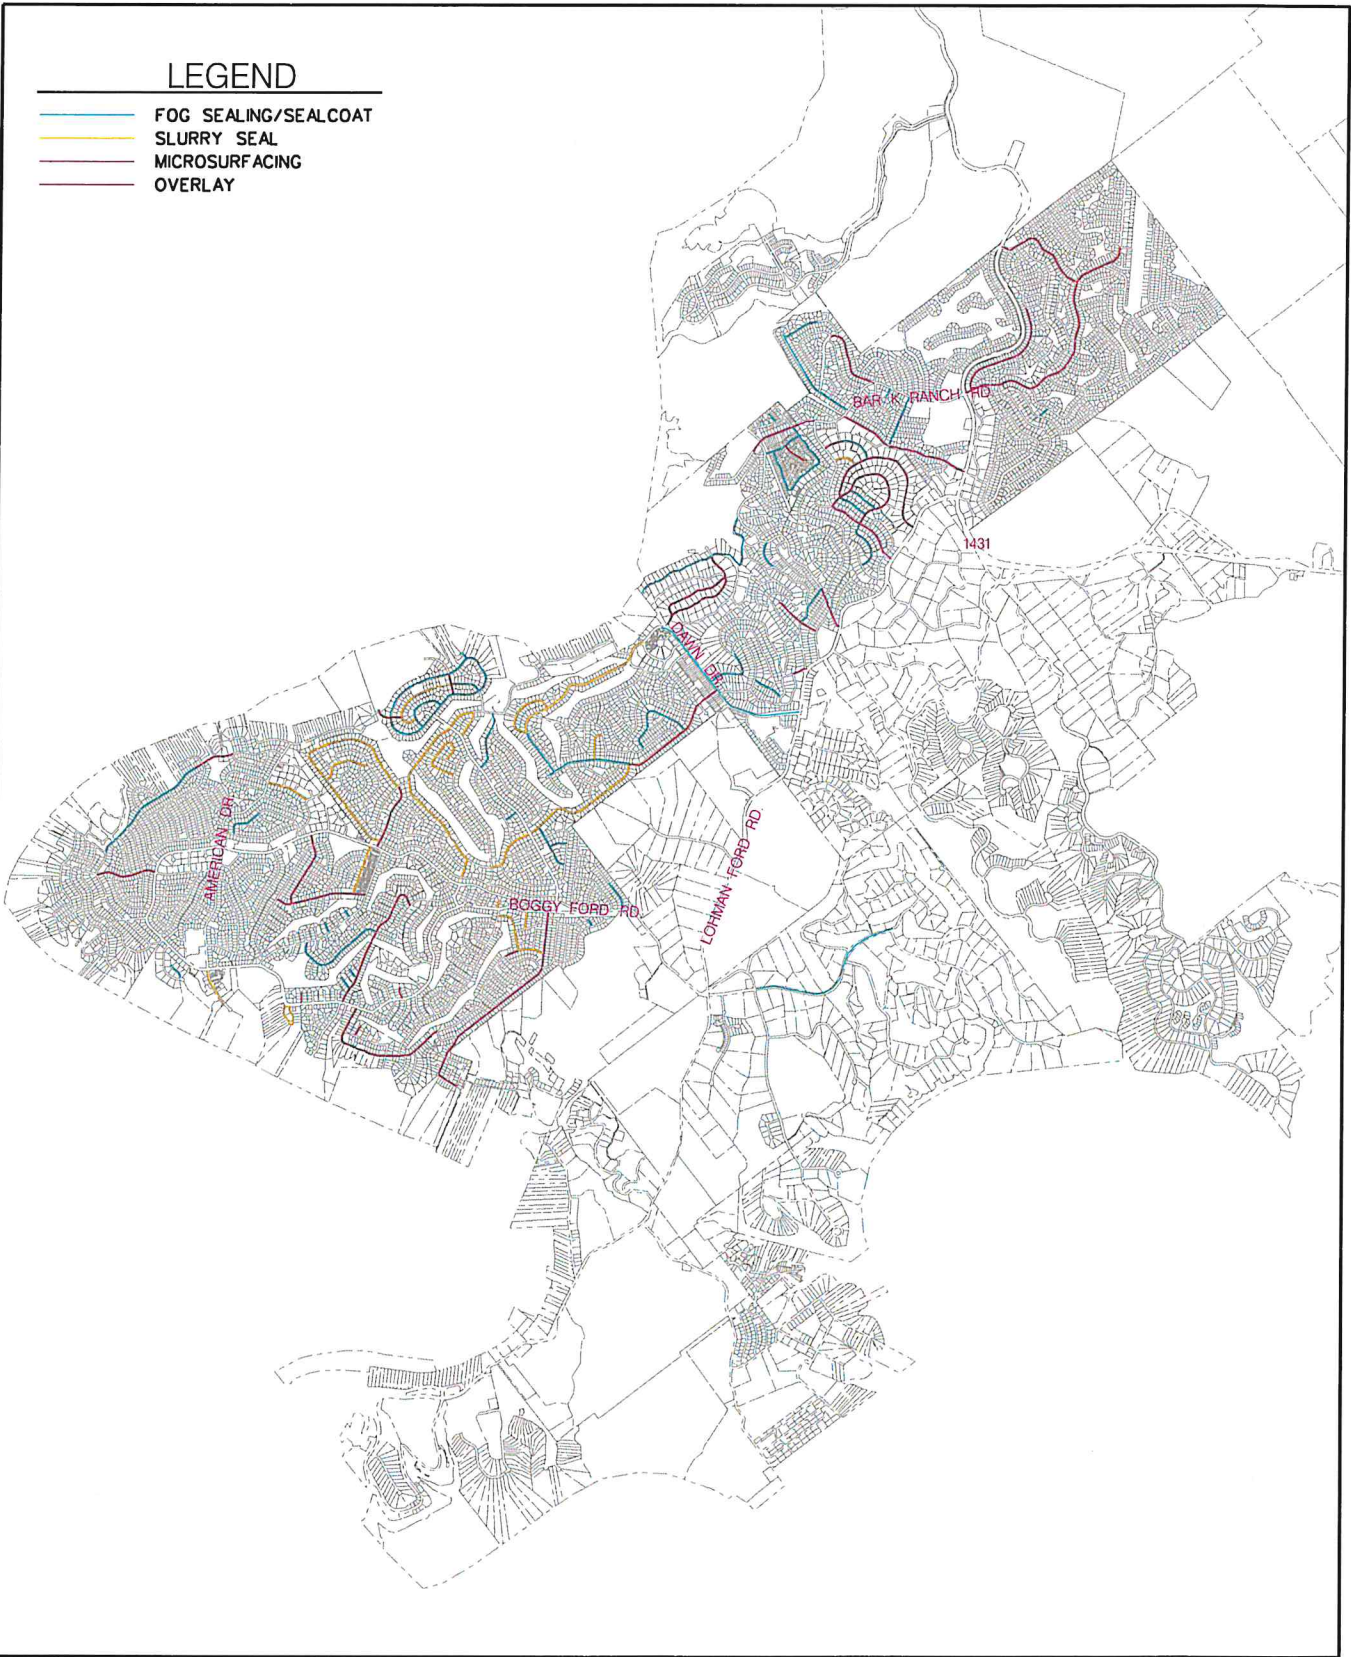 LEGEND
FOG SEALING/SEALCOAT
SLURRY SEAL
MICROSURFACING
OVERLAY
BAR K RANCH RD.
1431
DAWN DR.
AMERICAN DR.
LOHMAN FORD RD.
BOGGY FORD RD.